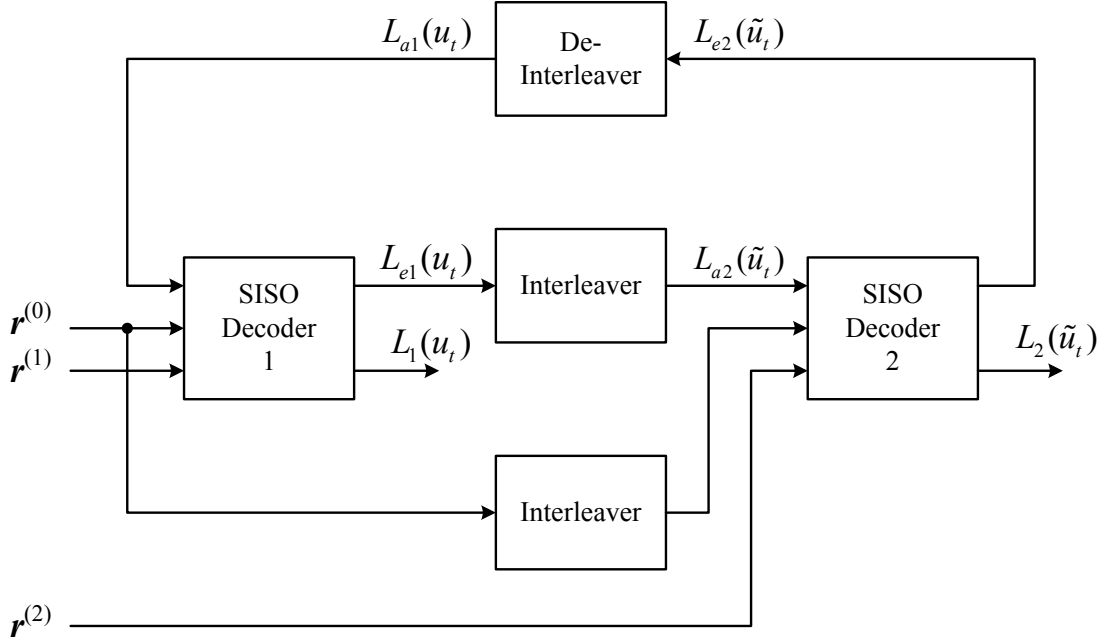 L_{a1}(u_t)
De-
Interleaver
L_{e2}(ũ_t)
L_{e1}(u_t)
Interleaver
L_{a2}(ũ_t)
SISO
Decoder
1
r^{(0)}
r^{(1)}
L_1(u_t)
SISO
Decoder
2
L_2(ũ_t)
Interleaver
r^{(2)}